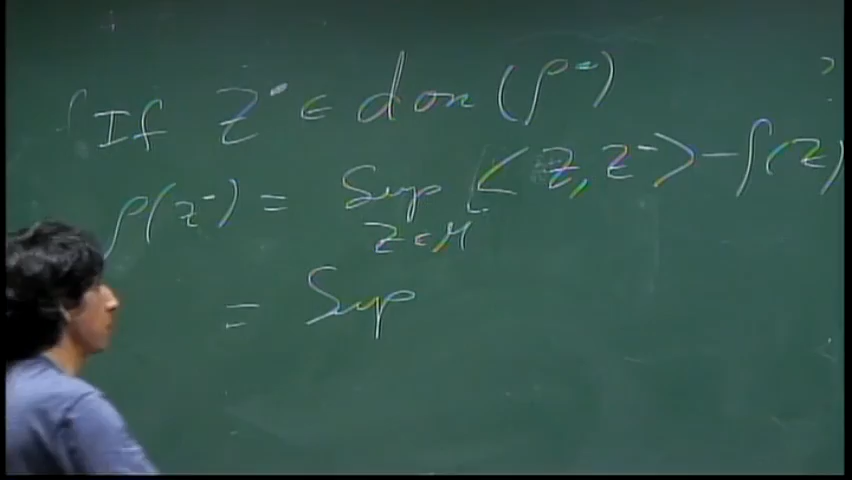 If Z* ∈ dom (ρ*)
ρ(z*) = Sup [<Z, Z*> - ρ(Z)
Z ∈ 𝓗
= Sup